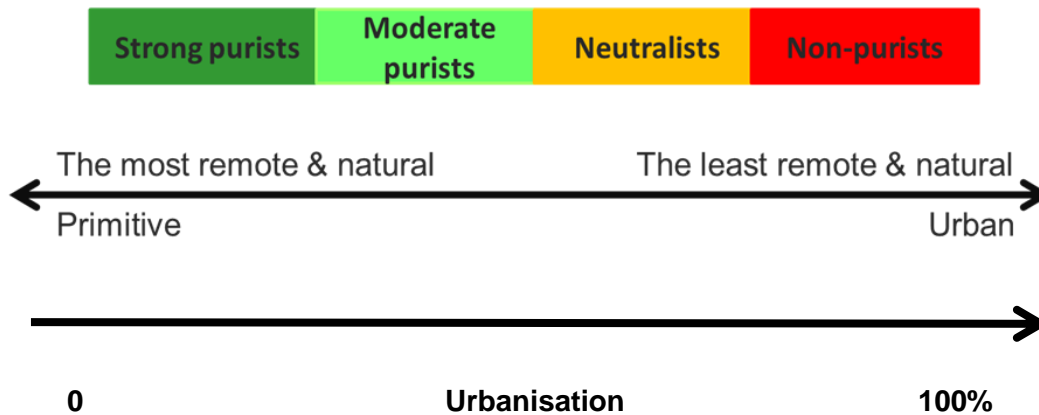 Strong purists
Moderate
purists
Neutralists
Non-purists
The most remote & natural
The least remote & natural
Primitive
Urban
0
Urbanisation
100%